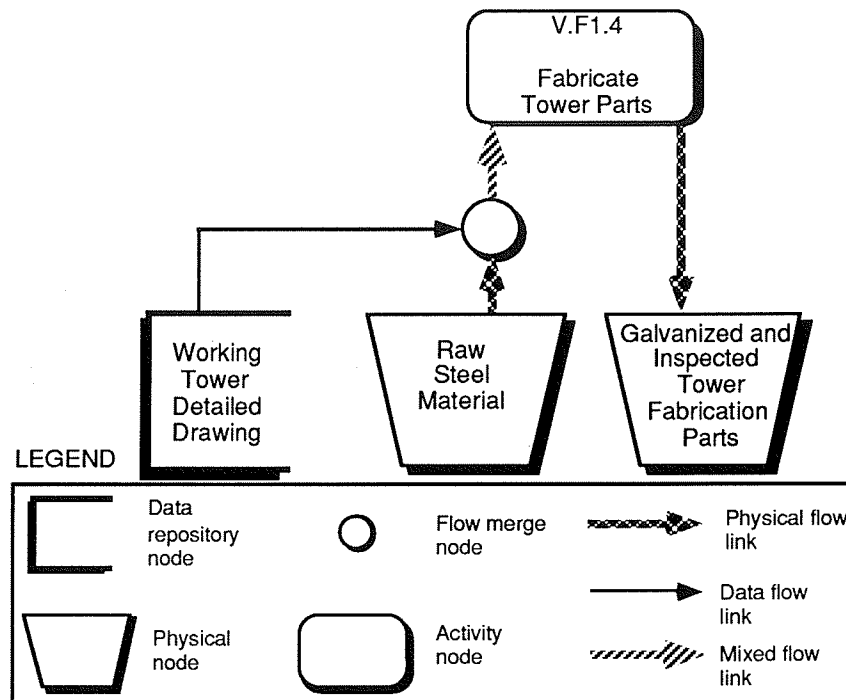 V.F1.4
Fabricate
Tower Parts
Working
Tower
Detailed
Drawing
Raw
Steel
Material
Galvanized and
Inspected
Tower
Fabrication
Parts
LEGEND
Data
repository
node
Flow merge
node
Physical flow
link
Data flow
link
Physical
node
Activity
node
Mixed flow
link